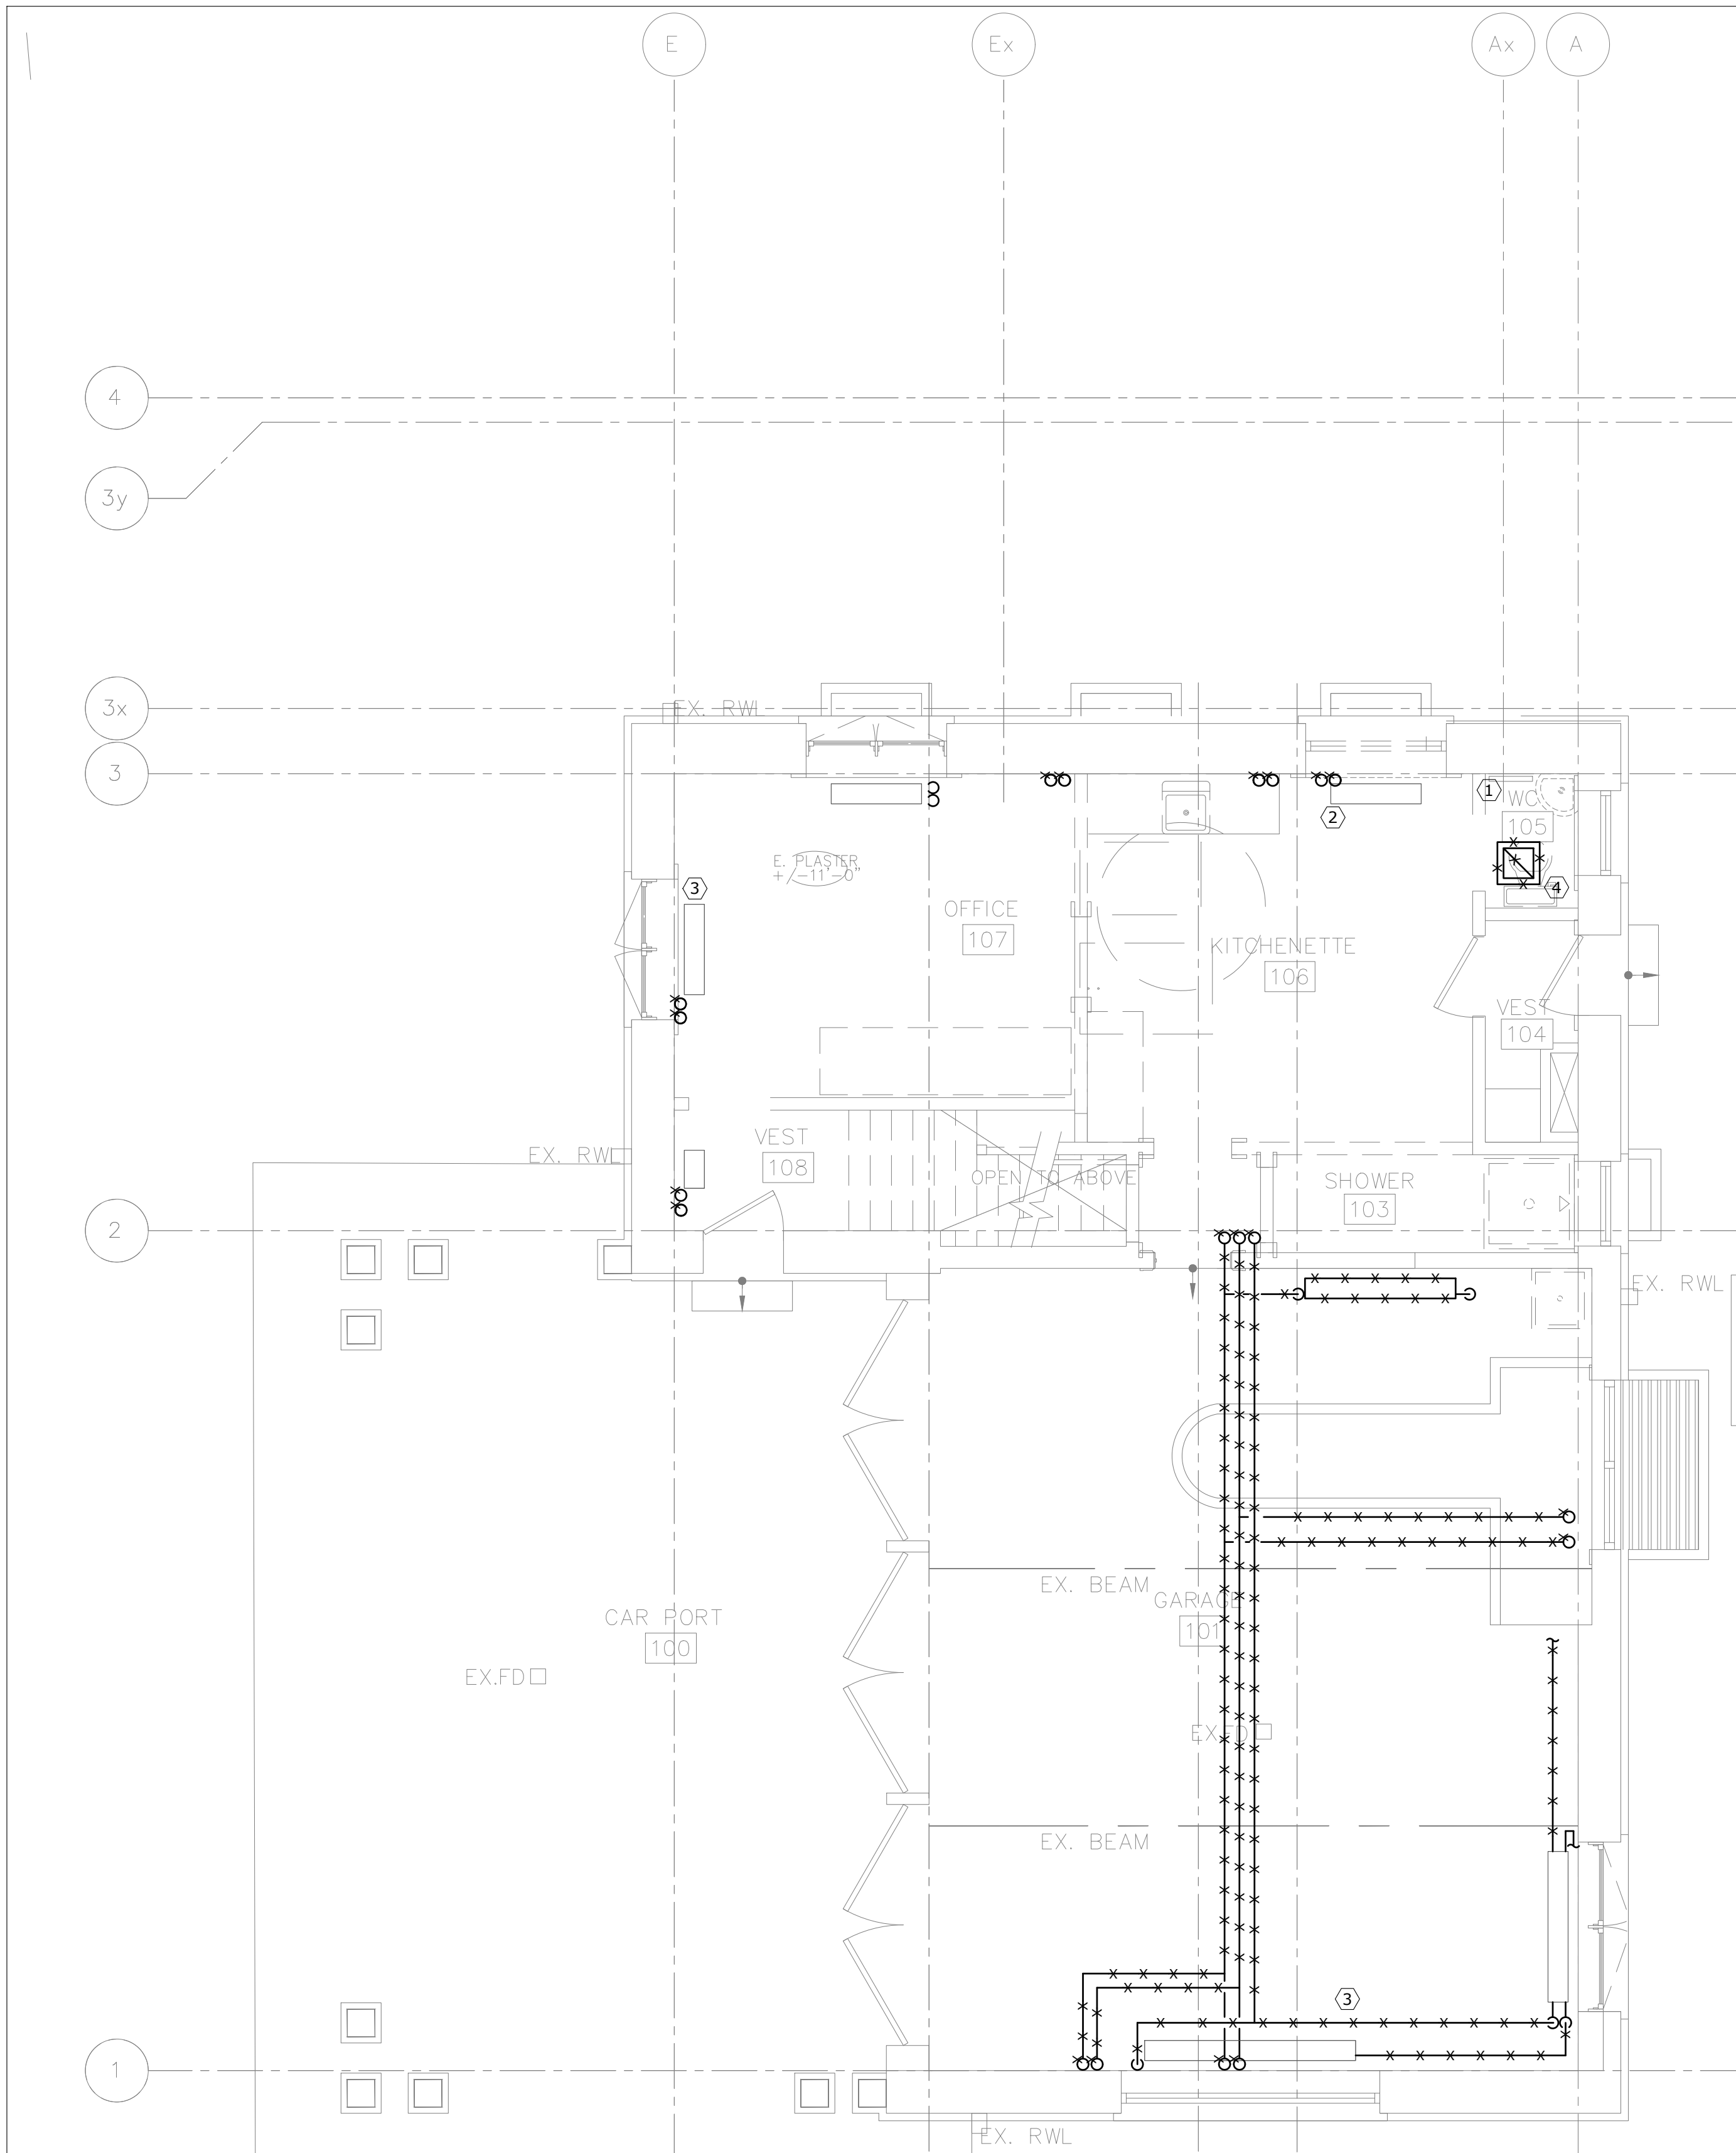 E
Ex
Ax
A
4
3y
3x
EX. RWL
3
1
WC
105
2
E. PLASTER
+/-11'-0"
3
4
OFFICE
107
KITCHENETTE
106
VEST
104
VEST
108
EX. RWL
OPEN TO ABOVE
SHOWER
103
2
EX. RWL
EX. BEAM
GARAGE
101
CAR PORT
100
EX.FD
EX.FD
EX. BEAM
3
1
EX. RWL